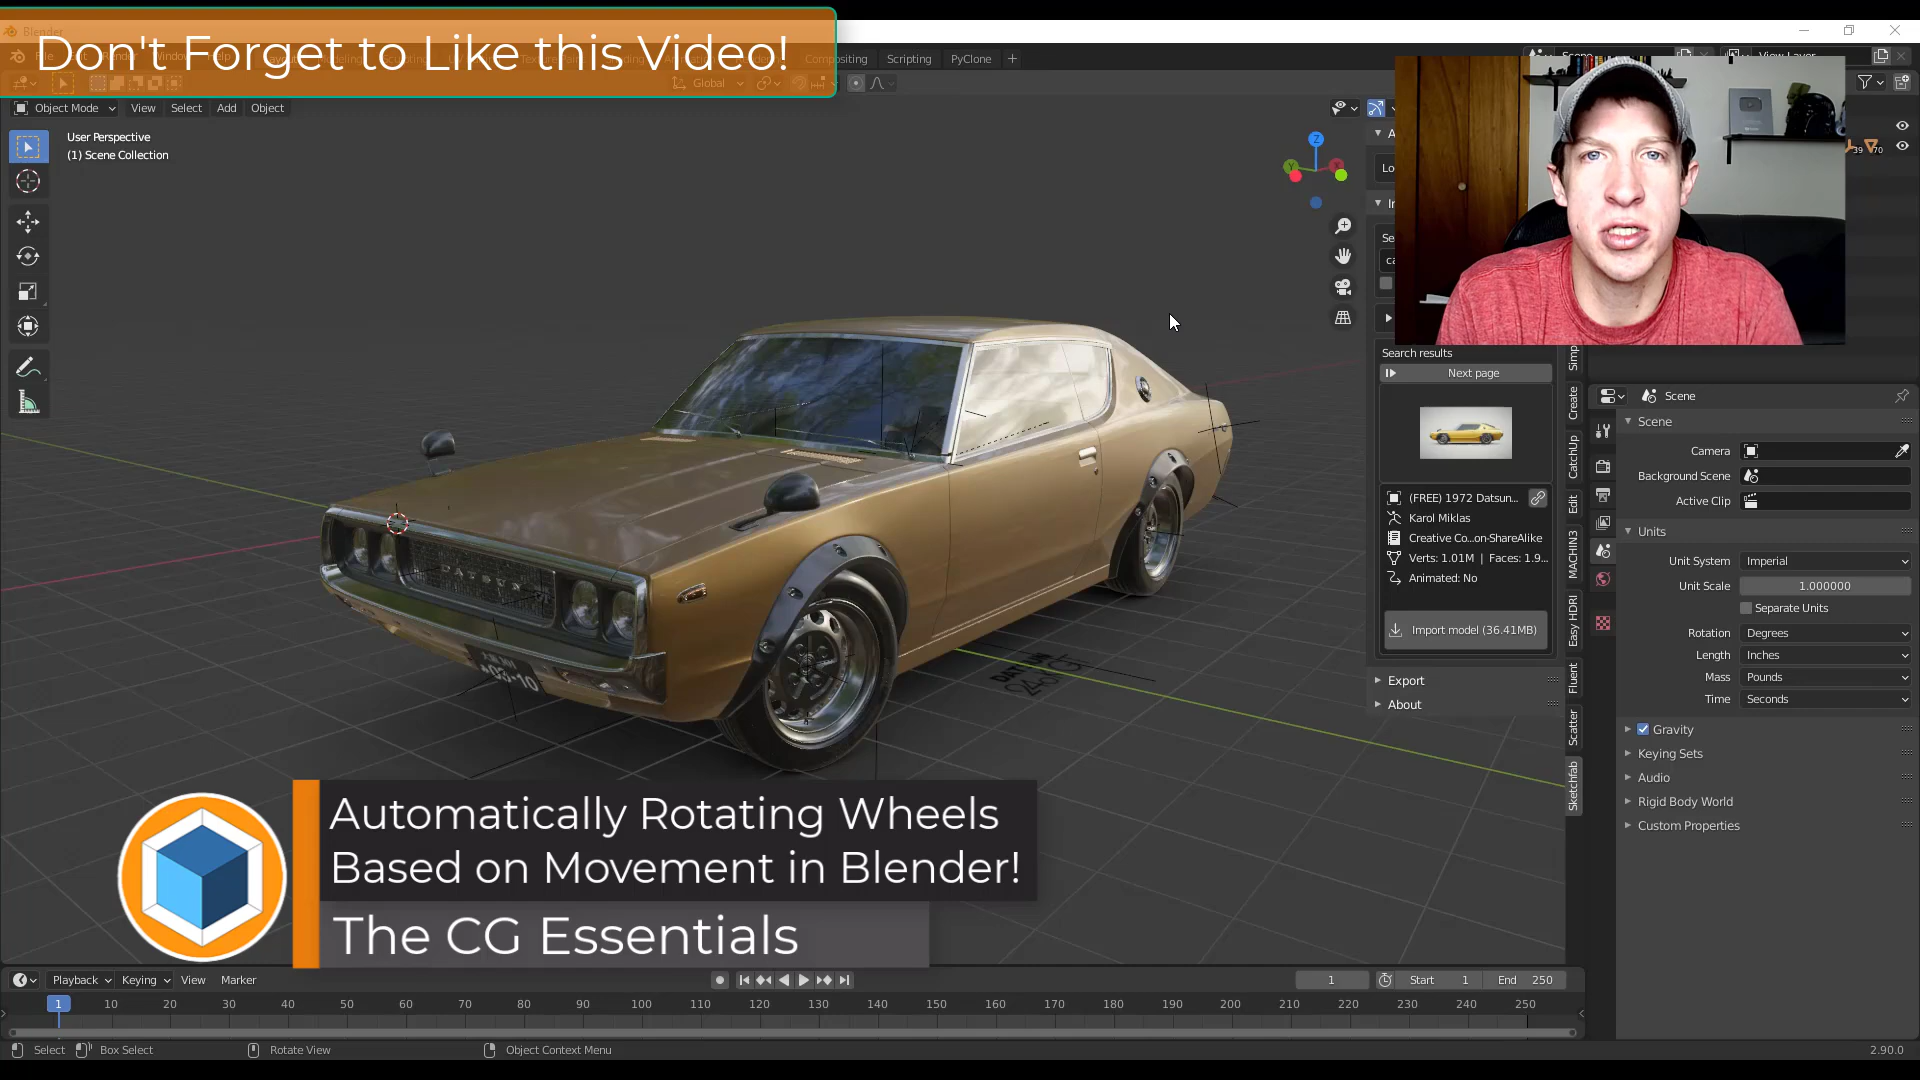 Don't Forget to Like this Video!
Compositing Scripting PyClone +
Global
Object Mode View Select Add Object
User Perspective
(1) Scene Collection
Z
Search results
Next page
(FREE) 1972 Datsun...
Karol Miklas
Creative Co...on-ShareAlike
Verts: 1.01M | Faces: 1.9...
Animated: No
Import model (36.41MB)
Export
About
Create
CatchUp
Edit
MACHIN3
Easy HDRI
Fluent
Scatter
Sketchfab
Scene
Scene
Camera
Background Scene
Active Clip
Units
Unit System Imperial
Unit Scale 1.000000
Separate Units
Rotation Degrees
Length Inches
Mass Pounds
Time Seconds
Gravity
Keying Sets
Audio
Rigid Body World
Custom Properties
DATSUN
Automatically Rotating Wheels
Based on Movement in Blender!
The CG Essentials
Playback Keying View Marker
1 Start 1 End 250
1 10 20 30 40 50 60 70 80 90 100 110 120 130 140 150 160 170 180 190 200 210 220 230 240 250
Select Box Select Rotate View Object Context Menu 2.90.0